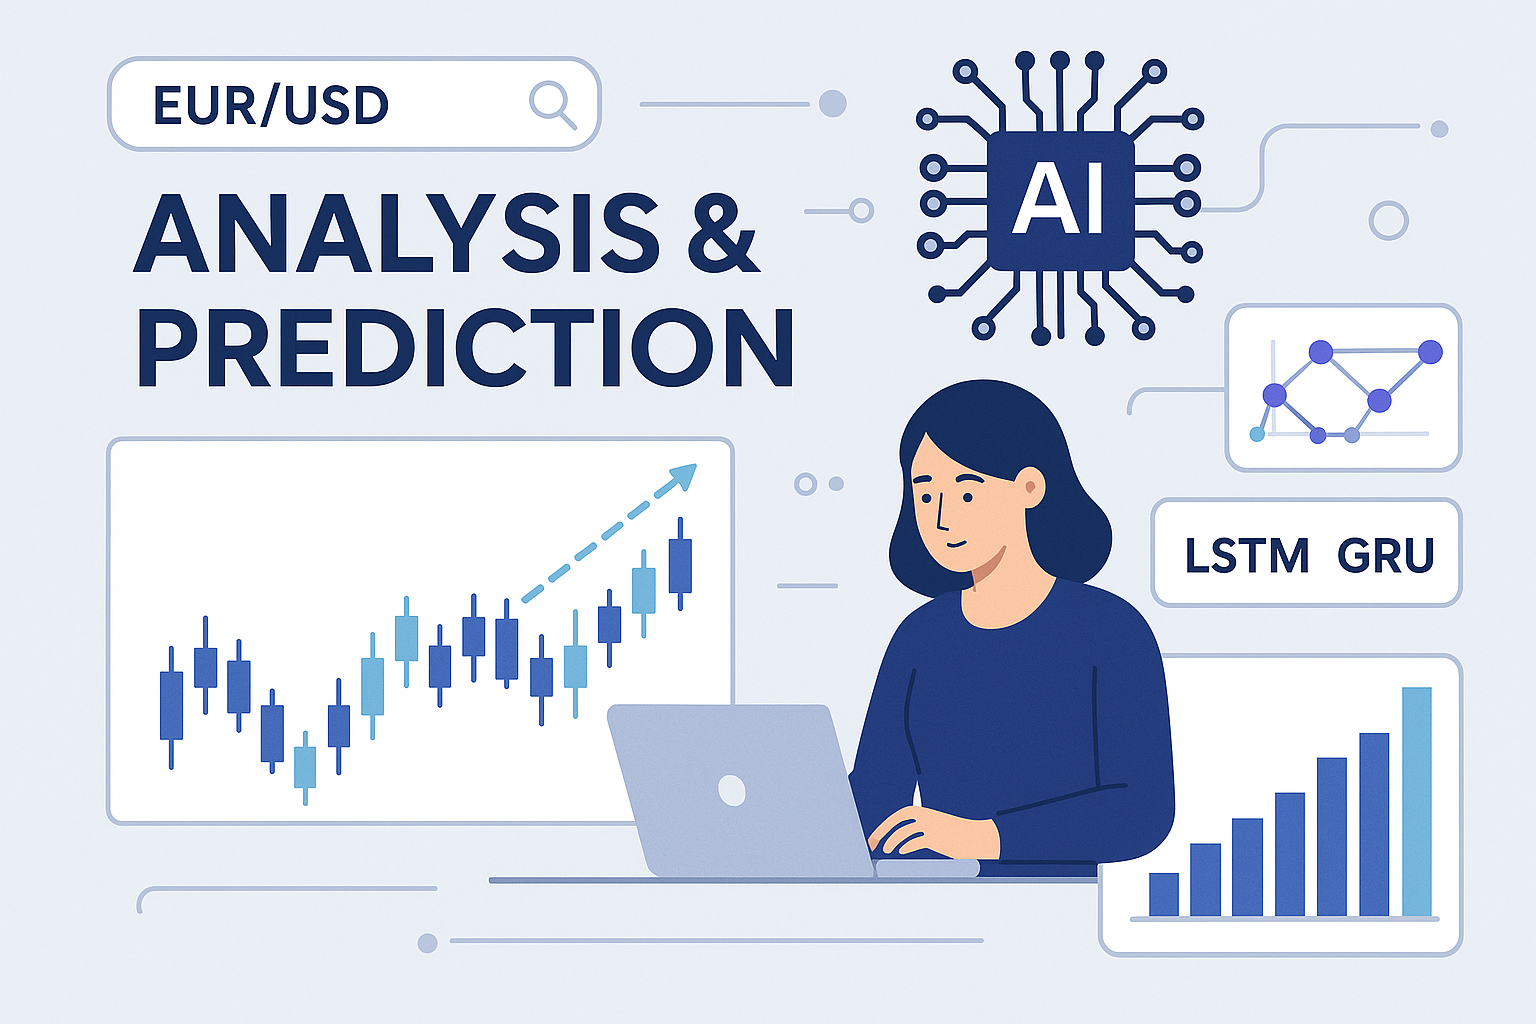 EUR/USD
ANALYSIS &
PREDICTION
AI
LSTM GRU